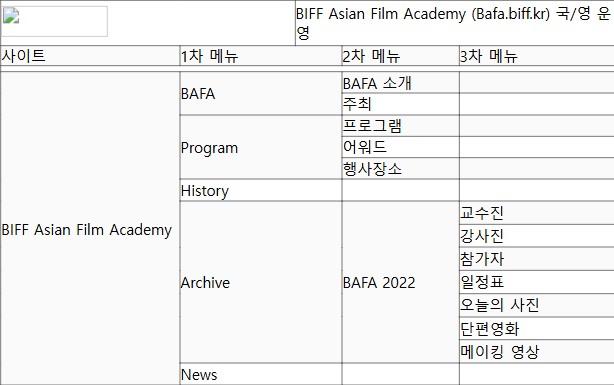 BIFF Asian Film Academy (Bafa.biff.kr) 국/영 운
영
사이트 1차 메뉴 2차 메뉴 3차 메뉴
BAFA
BAFA 소개
주최
Program
프로그램
어워드
행사장소
History
BIFF Asian Film Academy
Archive
BAFA 2022
교수진
강사진
참가자
일정표
오늘의 사진
단편영화
메이킹 영상
News